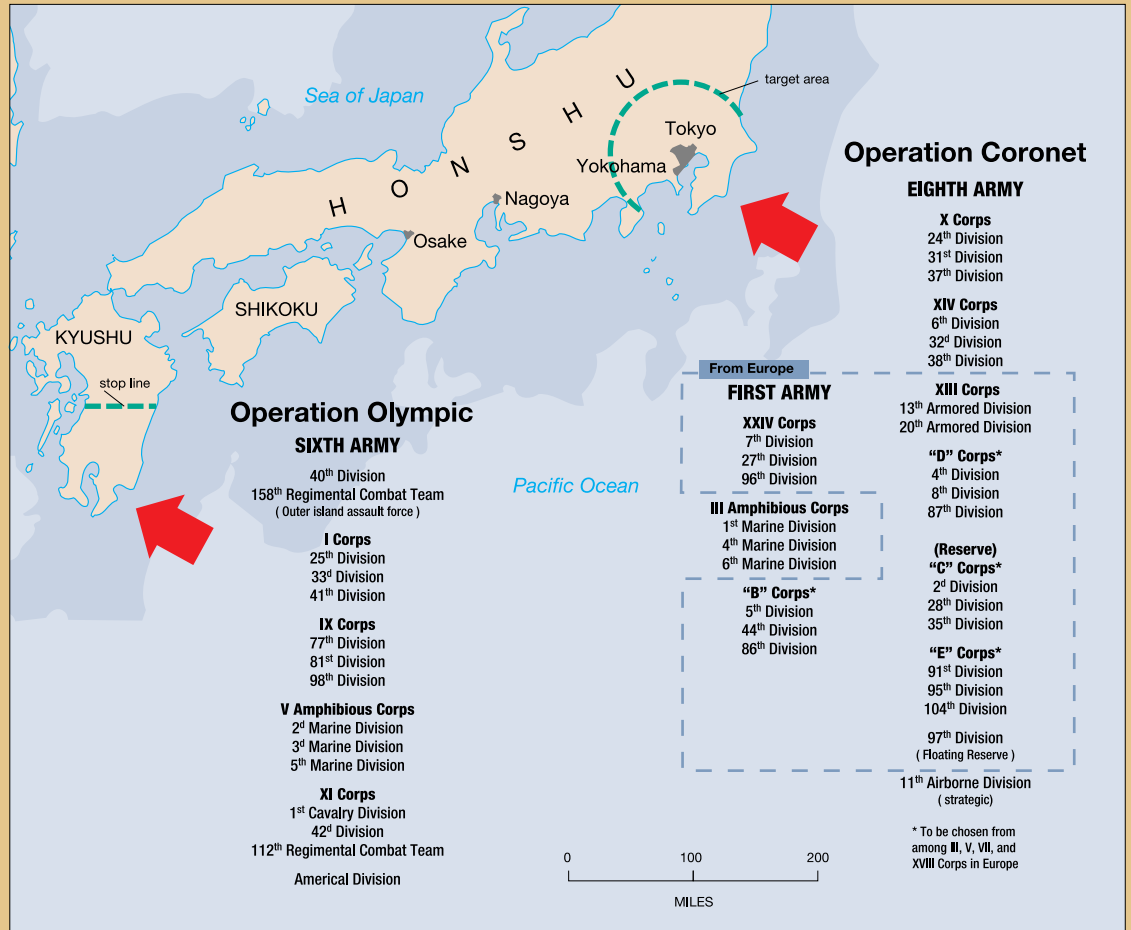 Sea of Japan
HONSHU
target area
Tokyo
Yokohama
Nagoya
Osake
SHIKOKU
KYUSHU
stop line
Pacific Ocean
Operation Olympic
SIXTH ARMY
40th Division
158th Regimental Combat Team
( Outer island assault force )
I Corps
25th Division
33d Division
41th Division
IX Corps
77th Division
81st Division
98th Division
V Amphibious Corps
2d Marine Division
3d Marine Division
5th Marine Division
XI Corps
1st Cavalry Division
42d Division
112th Regimental Combat Team
Americal Division
Operation Coronet
EIGHTH ARMY
X Corps
24th Division
31st Division
37th Division
XIV Corps
6th Division
32d Division
38th Division
From Europe
FIRST ARMY
XXIV Corps
7th Division
27th Division
96th Division
III Amphibious Corps
1st Marine Division
4th Marine Division
6th Marine Division
“B” Corps*
5th Division
44th Division
86th Division
XIII Corps
13th Armored Division
20th Armored Division
“D” Corps*
4th Division
8th Division
87th Division
(Reserve)
“C” Corps*
2d Division
28th Division
35th Division
“E” Corps*
91st Division
95th Division
104th Division
97th Division
( Floating Reserve )
11th Airborne Division
( strategic)
* To be chosen from
among III, V, VII, and
XVIII Corps in Europe
0 100 200
MILES